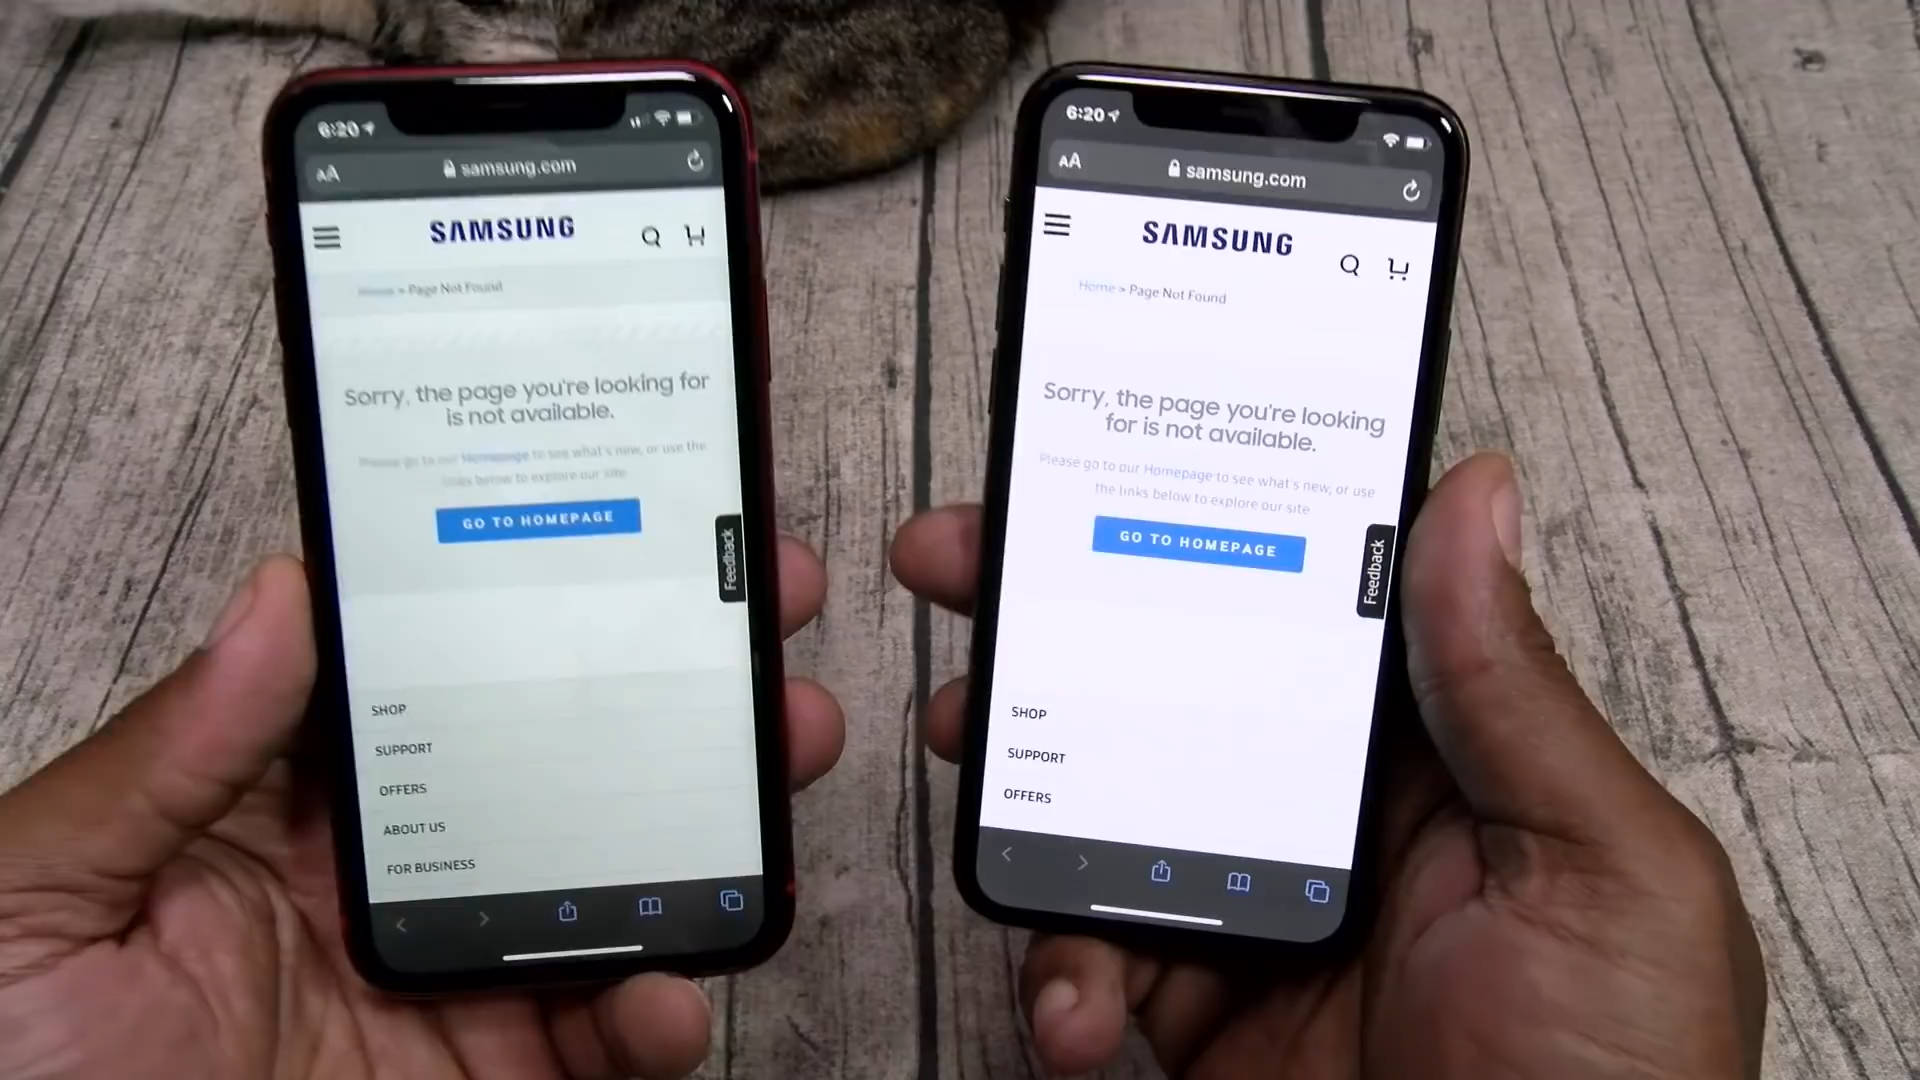 6:20
AA samsung.com
SAMSUNG
Home > Page Not Found
Sorry, the page you're looking for
is not available.
Please go to our Homepage to see what's new, or use the
links below to explore our site
GO TO HOMEPAGE
Feedback
SHOP
SUPPORT
OFFERS
ABOUT US
FOR BUSINESS
6:20
AA samsung.com
SAMSUNG
Home > Page Not Found
Sorry, the page you're looking
for is not available.
Please go to our Homepage to see what's new, or use
the links below to explore our site
GO TO HOMEPAGE
Feedback
SHOP
SUPPORT
OFFERS